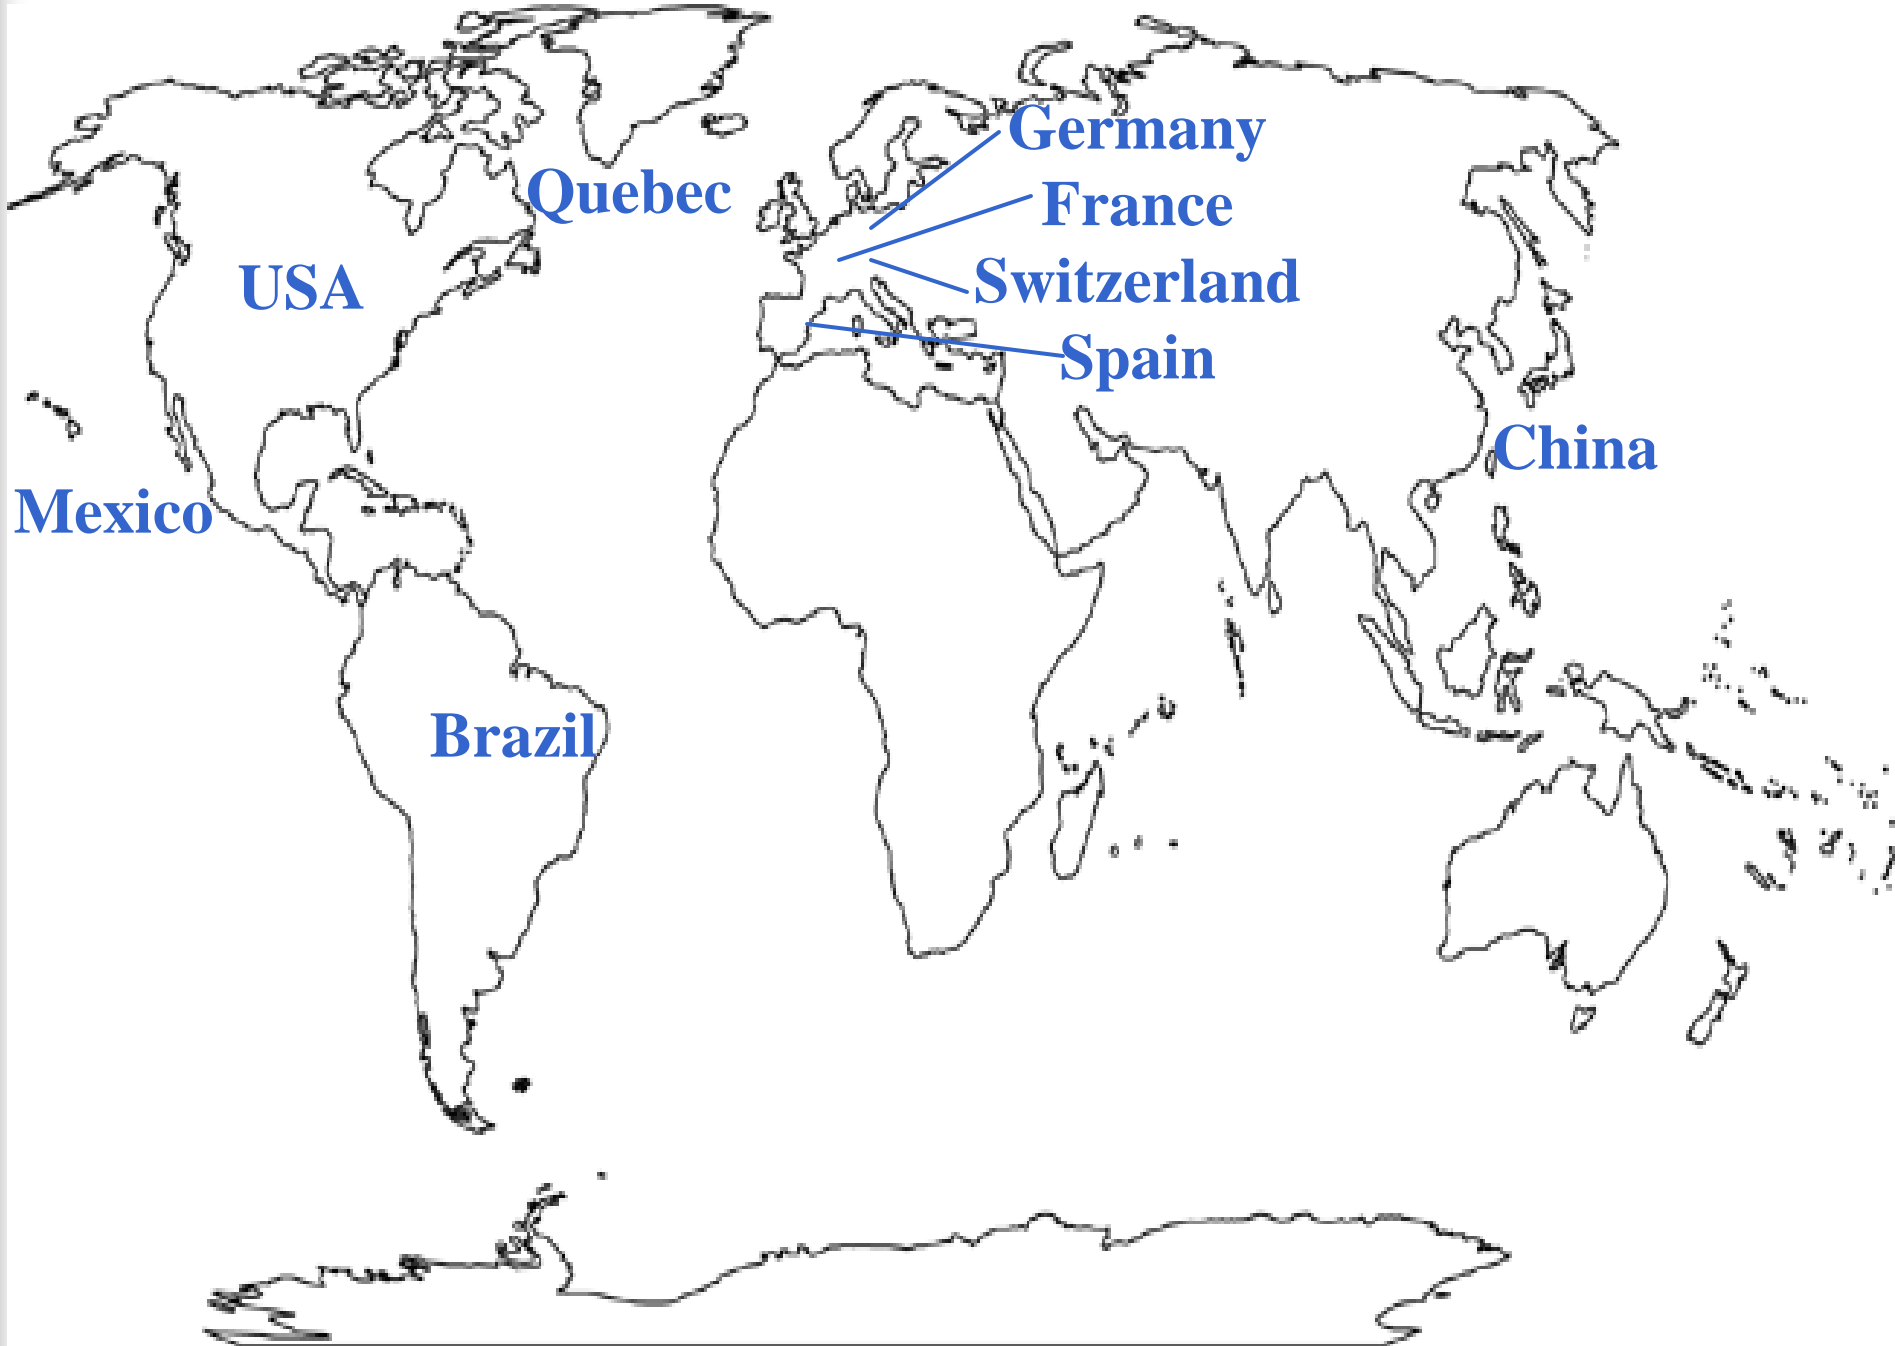 Germany
Quebec
France
USA
Switzerland
Spain
China
Mexico
Brazil